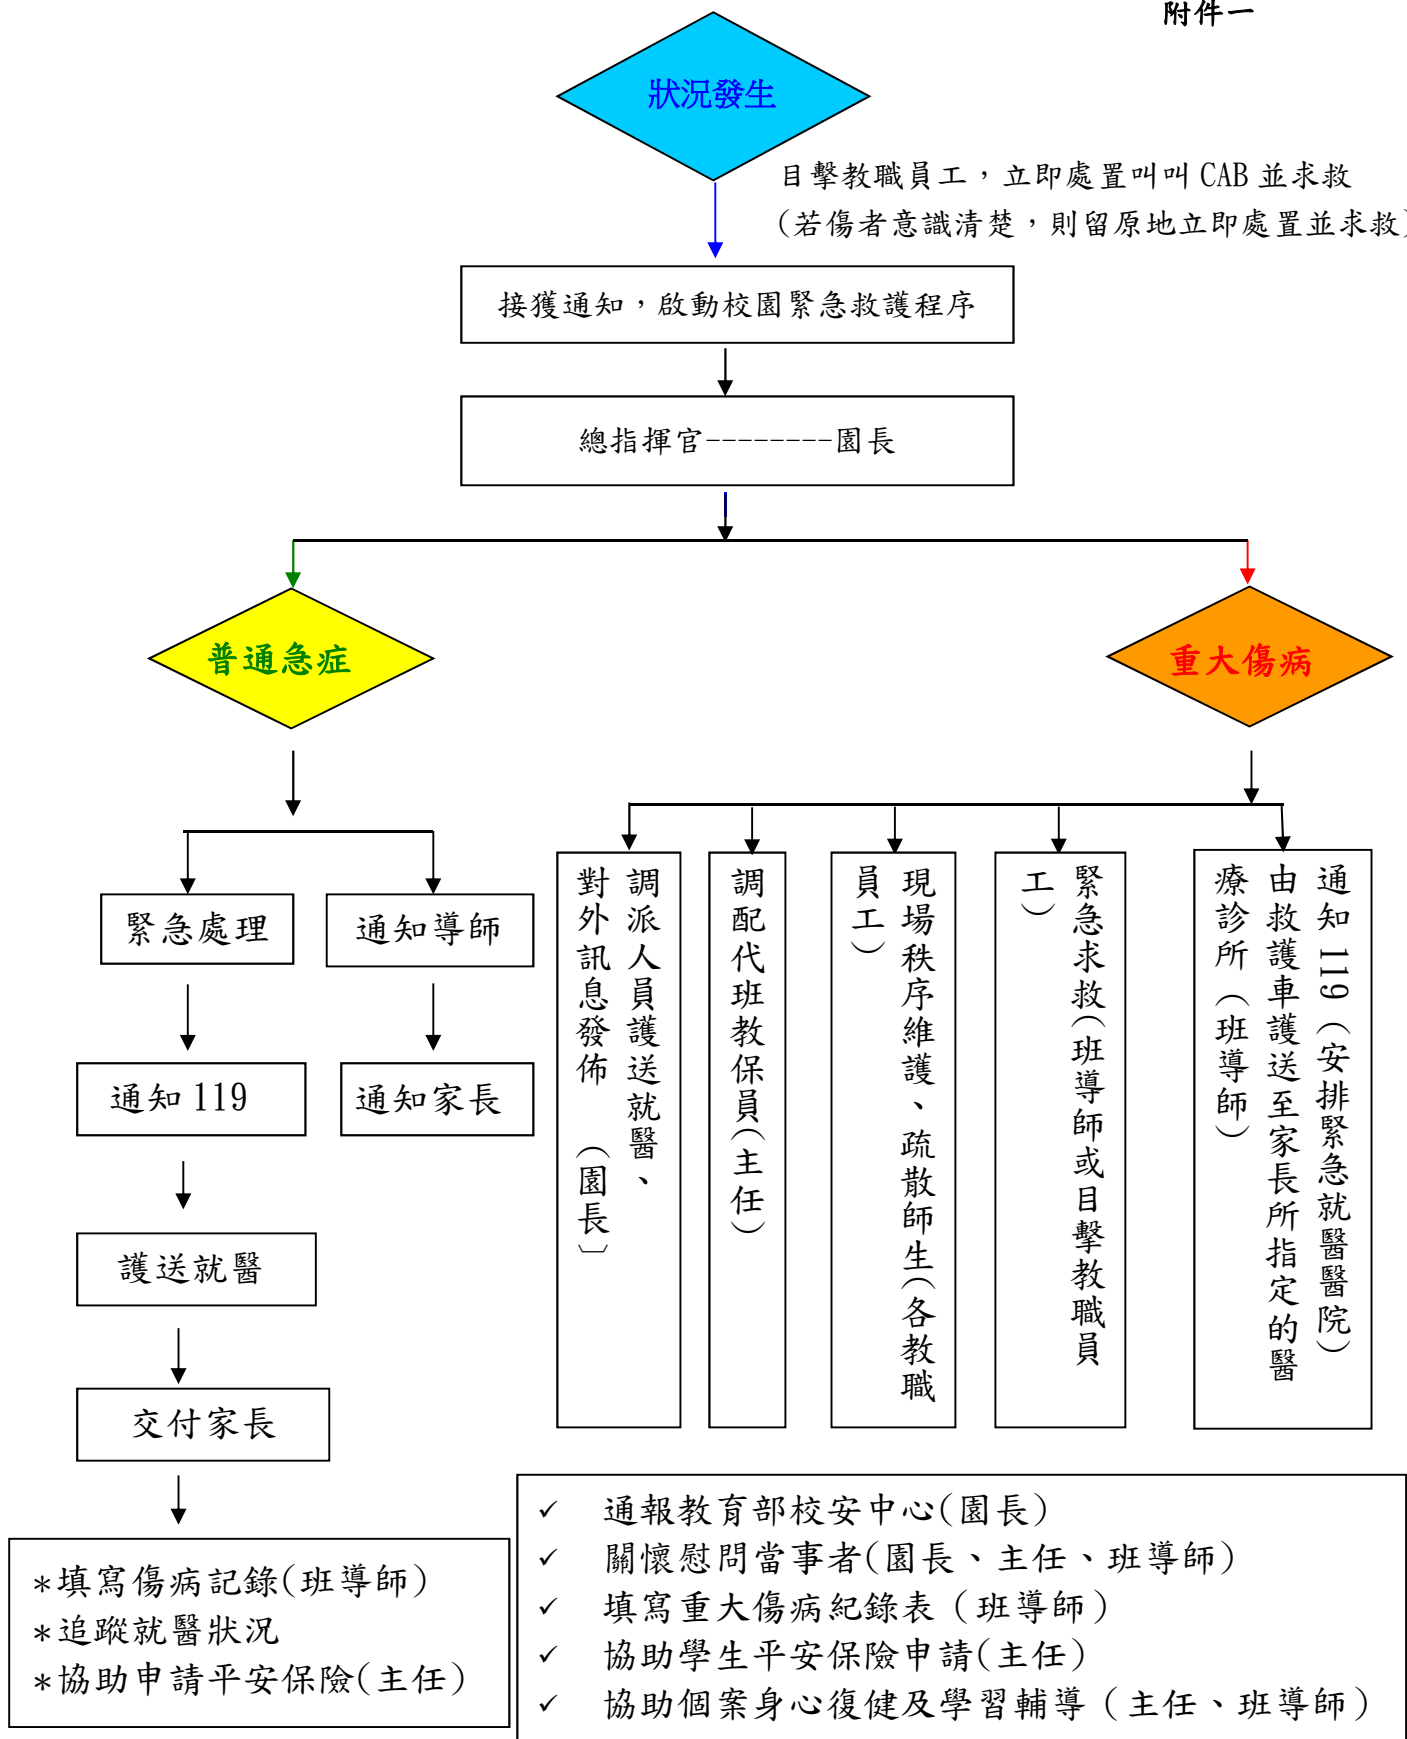 附件一
狀況發生
目擊教職員工，立即處置叫叫 CAB 並求救
(若傷者意識清楚，則留原地立即處置並求救)
接獲通知，啟動校園緊急救護程序
總指揮官--------園長
普通急症
重大傷病
緊急處理
通知導師
通知 119
通知家長
護送就醫
交付家長
*填寫傷病記錄(班導師)
*追蹤就醫狀況
*協助申請平安保險(主任)
調派人員護送就醫、
對外訊息發佈　(園長〕
調配代班教保員(主任)
現場秩序維護、疏散師生(各教職
員工)
緊急求救(班導師或目擊教職員
工)
通知 119（安排緊急就醫醫院）
由救護車護送至家長所指定的醫
療診所（班導師）
✓ 通報教育部校安中心(園長)
✓ 關懷慰問當事者(園長、主任、班導師)
✓ 填寫重大傷病紀錄表（班導師）
✓ 協助學生平安保險申請(主任)
✓ 協助個案身心復健及學習輔導（主任、班導師）